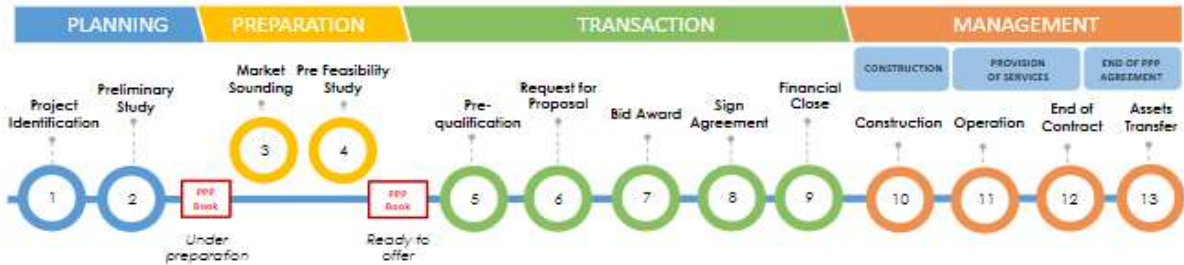 PLANNING
PREPARATION
TRANSACTION
MANAGEMENT
CONSTRUCTION
PROVISION
OF SERVICES
END OF PPP
AGREEMENT
Project
Identification
Preliminary
Study
Market
Sounding
Pre Feasibility
Study
Pre-
qualification
Request for
Proposal
Bid Award
Sign
Agreement
Financial
Close
Construction
Operation
End of
Contract
Assets
Transfer
1
2
PPP
Book
3
4
PPP
Book
5
6
7
8
9
10
11
12
13
Under
preparation
Ready to
offer